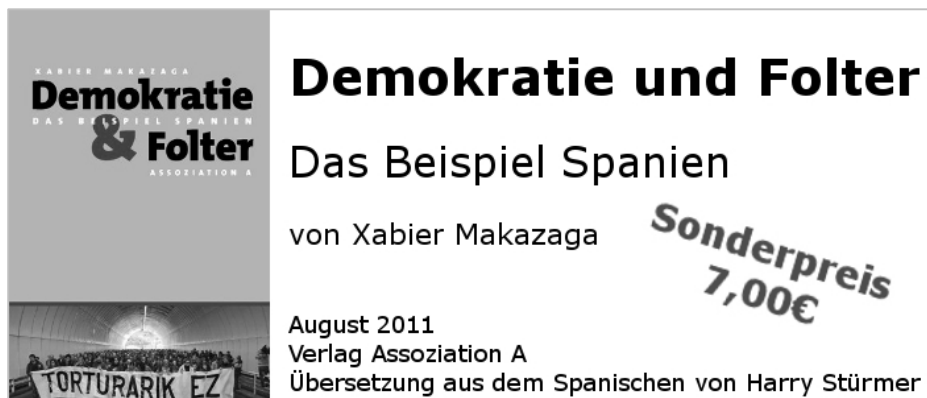 XABIER MAKAZAGA
Demokratie
DAS BEISPIEL SPANIEN
& Folter
ASSOZIATION A
TORTURARIK EZ
Demokratie und Folter
Das Beispiel Spanien
von Xabier Makazaga
Sonderpreis
7,00€
August 2011
Verlag Assoziation A
Übersetzung aus dem Spanischen von Harry Stürmer